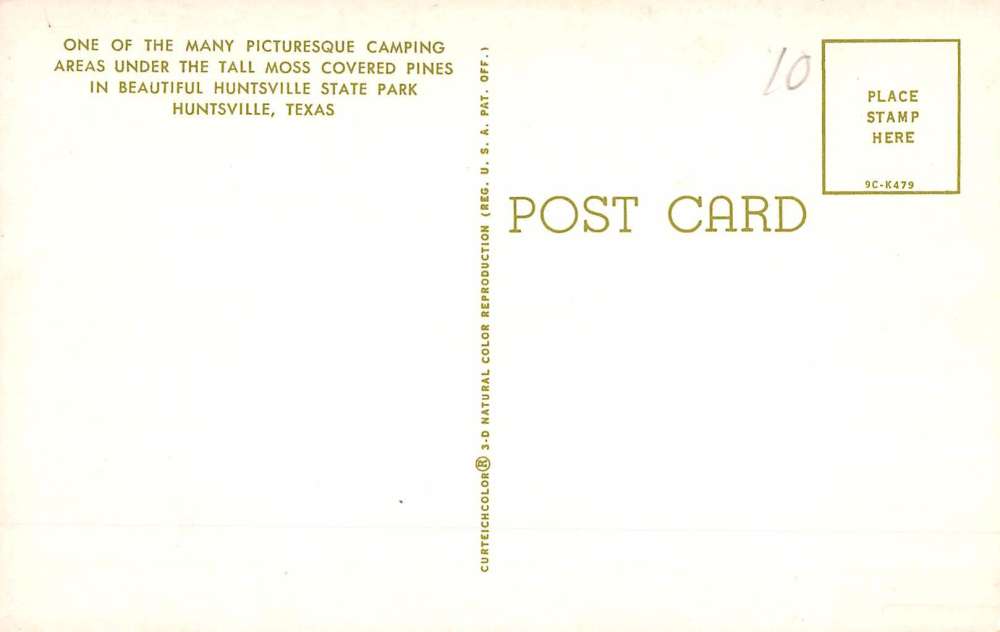 ONE OF THE MANY PICTURESQUE CAMPING
AREAS UNDER THE TALL MOSS COVERED PINES
IN BEAUTIFUL HUNTSVILLE STATE PARK
HUNTSVILLE, TEXAS
CURTEICHCOLOR® 3-D NATURAL COLOR REPRODUCTION (REG. U. S. A. PAT. OFF.)
10
PLACE
STAMP
HERE
9C-K479
POST CARD